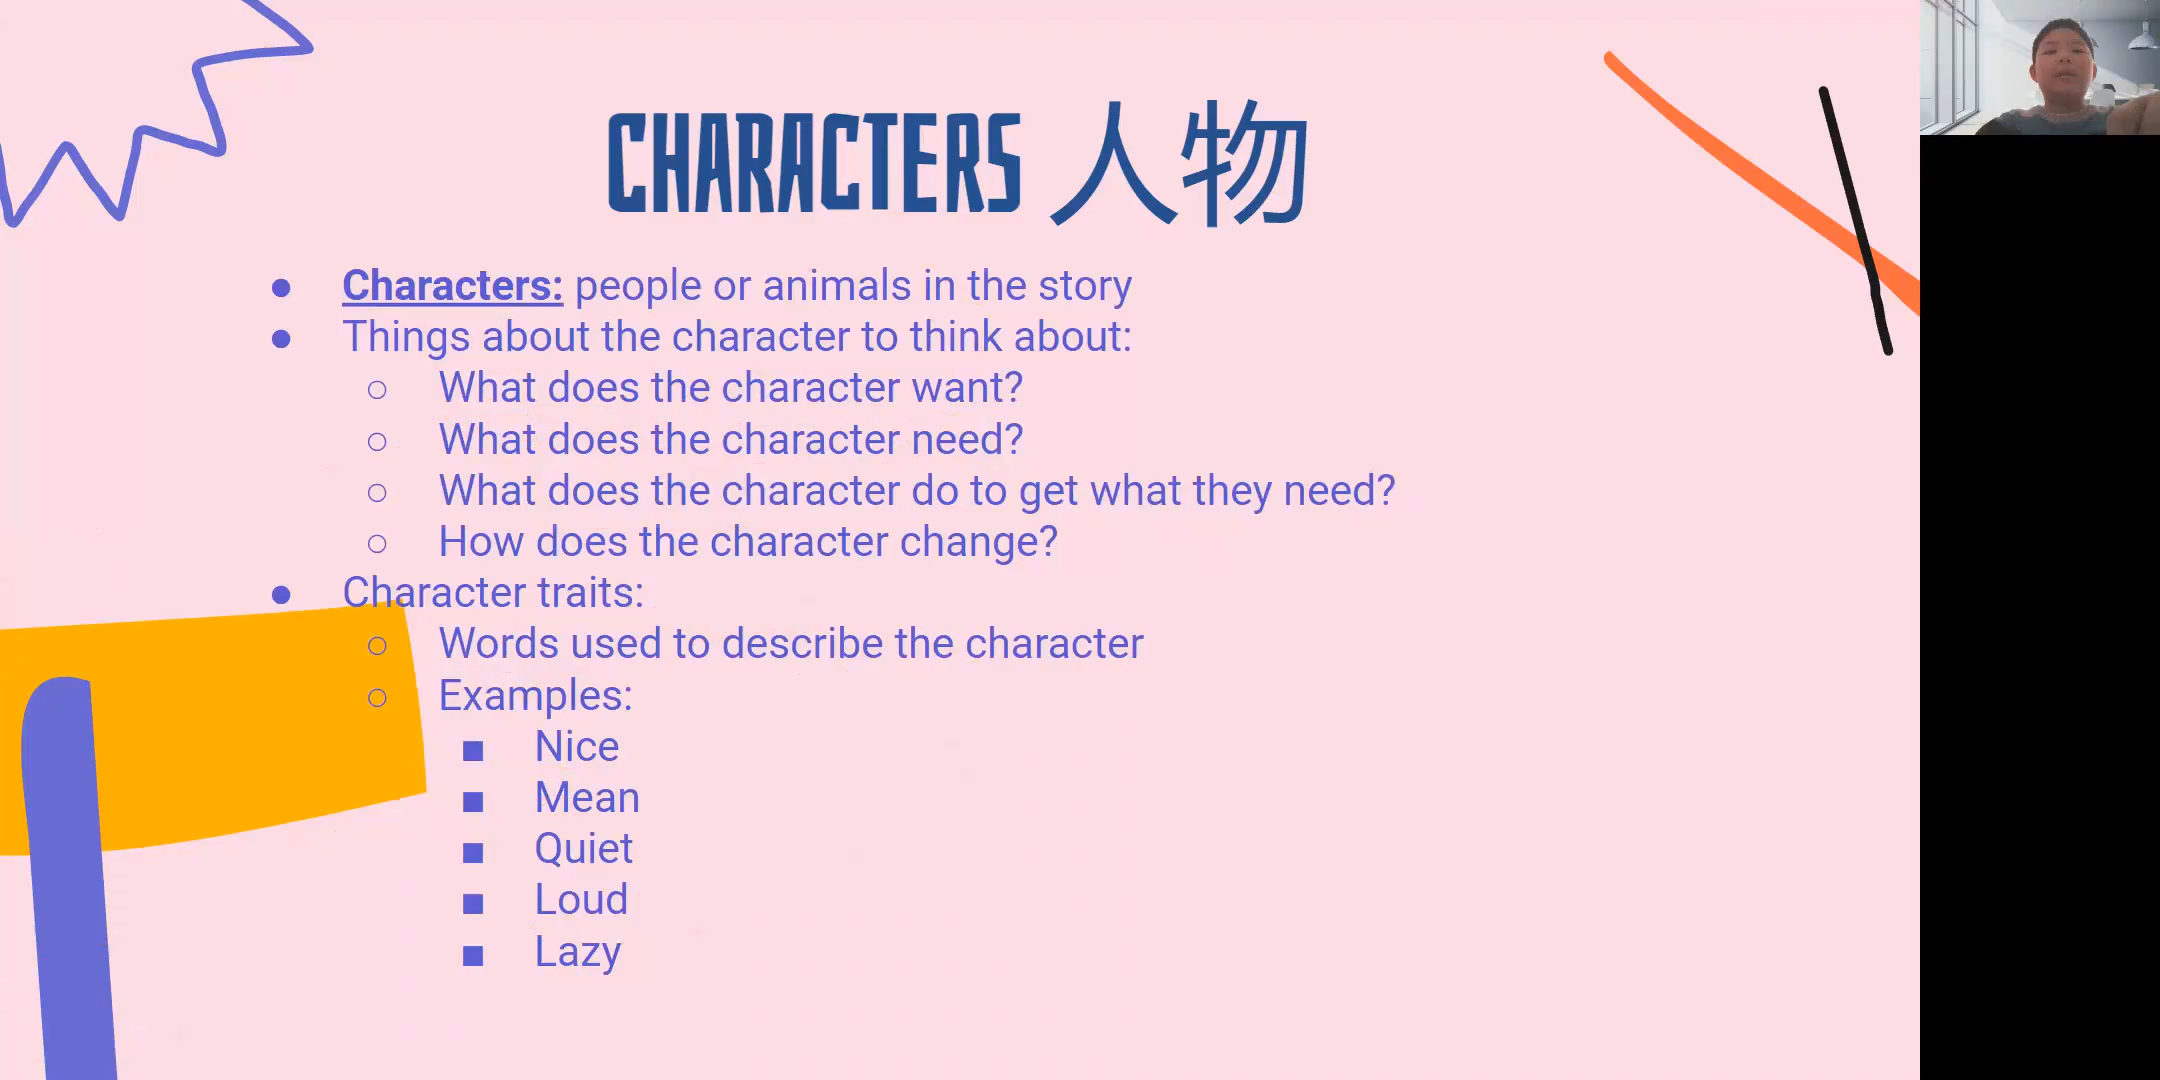 CHARACTERS 人物
● Characters: people or animals in the story
● Things about the character to think about:
○ What does the character want?
○ What does the character need?
○ What does the character do to get what they need?
○ How does the character change?
● Character traits:
○ Words used to describe the character
○ Examples:
■ Nice
■ Mean
■ Quiet
■ Loud
■ Lazy